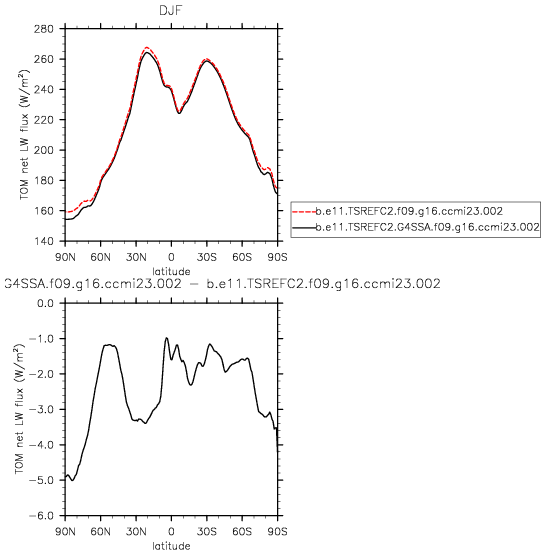 DJF
TOM net LW flux (W/m²)
280
260
240
220
200
180
160
140
90N 60N 30N 0 30S 60S 90S
latitude
b.e11.TSREFC2.f09.g16.ccmi23.002
b.e11.TSREFC2.G4SSA.f09.g16.ccmi23.002
G4SSA.f09.g16.ccmi23.002 − b.e11.TSREFC2.f09.g16.ccmi23.002
TOM net LW flux (W/m²)
0.0
−1.0
−2.0
−3.0
−4.0
−5.0
−6.0
90N 60N 30N 0 30S 60S 90S
latitude